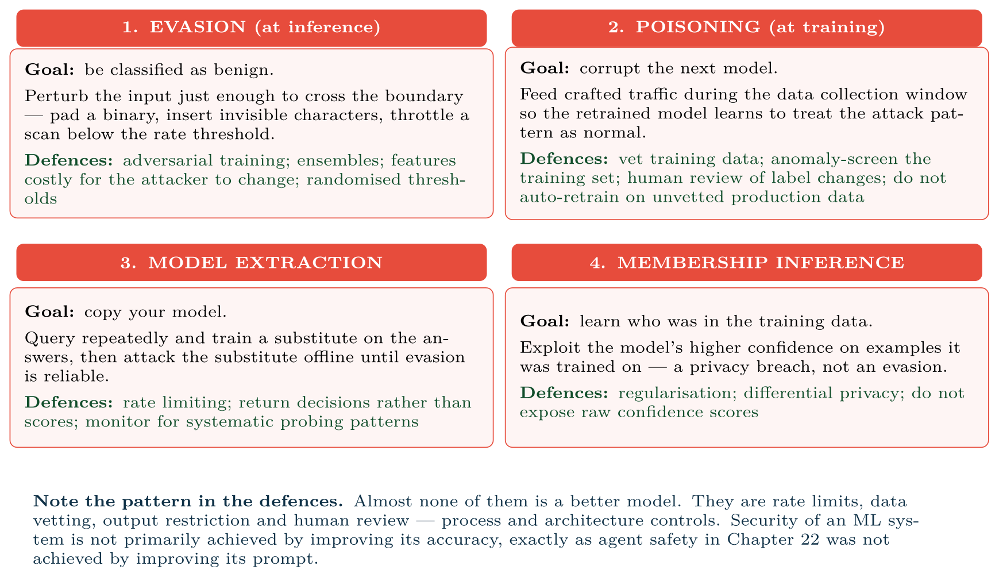 1. EVASION (at inference)
Goal: be classified as benign.
Perturb the input just enough to cross the boundary
— pad a binary, insert invisible characters, throttle a
scan below the rate threshold.
Defences: adversarial training; ensembles; features
costly for the attacker to change; randomised thresh-
olds
2. POISONING (at training)
Goal: corrupt the next model.
Feed crafted traffic during the data collection window
so the retrained model learns to treat the attack pat-
tern as normal.
Defences: vet training data; anomaly-screen the
training set; human review of label changes; do not
auto-retrain on unvetted production data
3. MODEL EXTRACTION
Goal: copy your model.
Query repeatedly and train a substitute on the an-
swers, then attack the substitute offline until evasion
is reliable.
Defences: rate limiting; return decisions rather than
scores; monitor for systematic probing patterns
4. MEMBERSHIP INFERENCE
Goal: learn who was in the training data.
Exploit the model's higher confidence on examples it
was trained on — a privacy breach, not an evasion.
Defences: regularisation; differential privacy; do not
expose raw confidence scores
Note the pattern in the defences. Almost none of them is a better model. They are rate limits, data
vetting, output restriction and human review — process and architecture controls. Security of an ML sys-
tem is not primarily achieved by improving its accuracy, exactly as agent safety in Chapter 22 was not
achieved by improving its prompt.